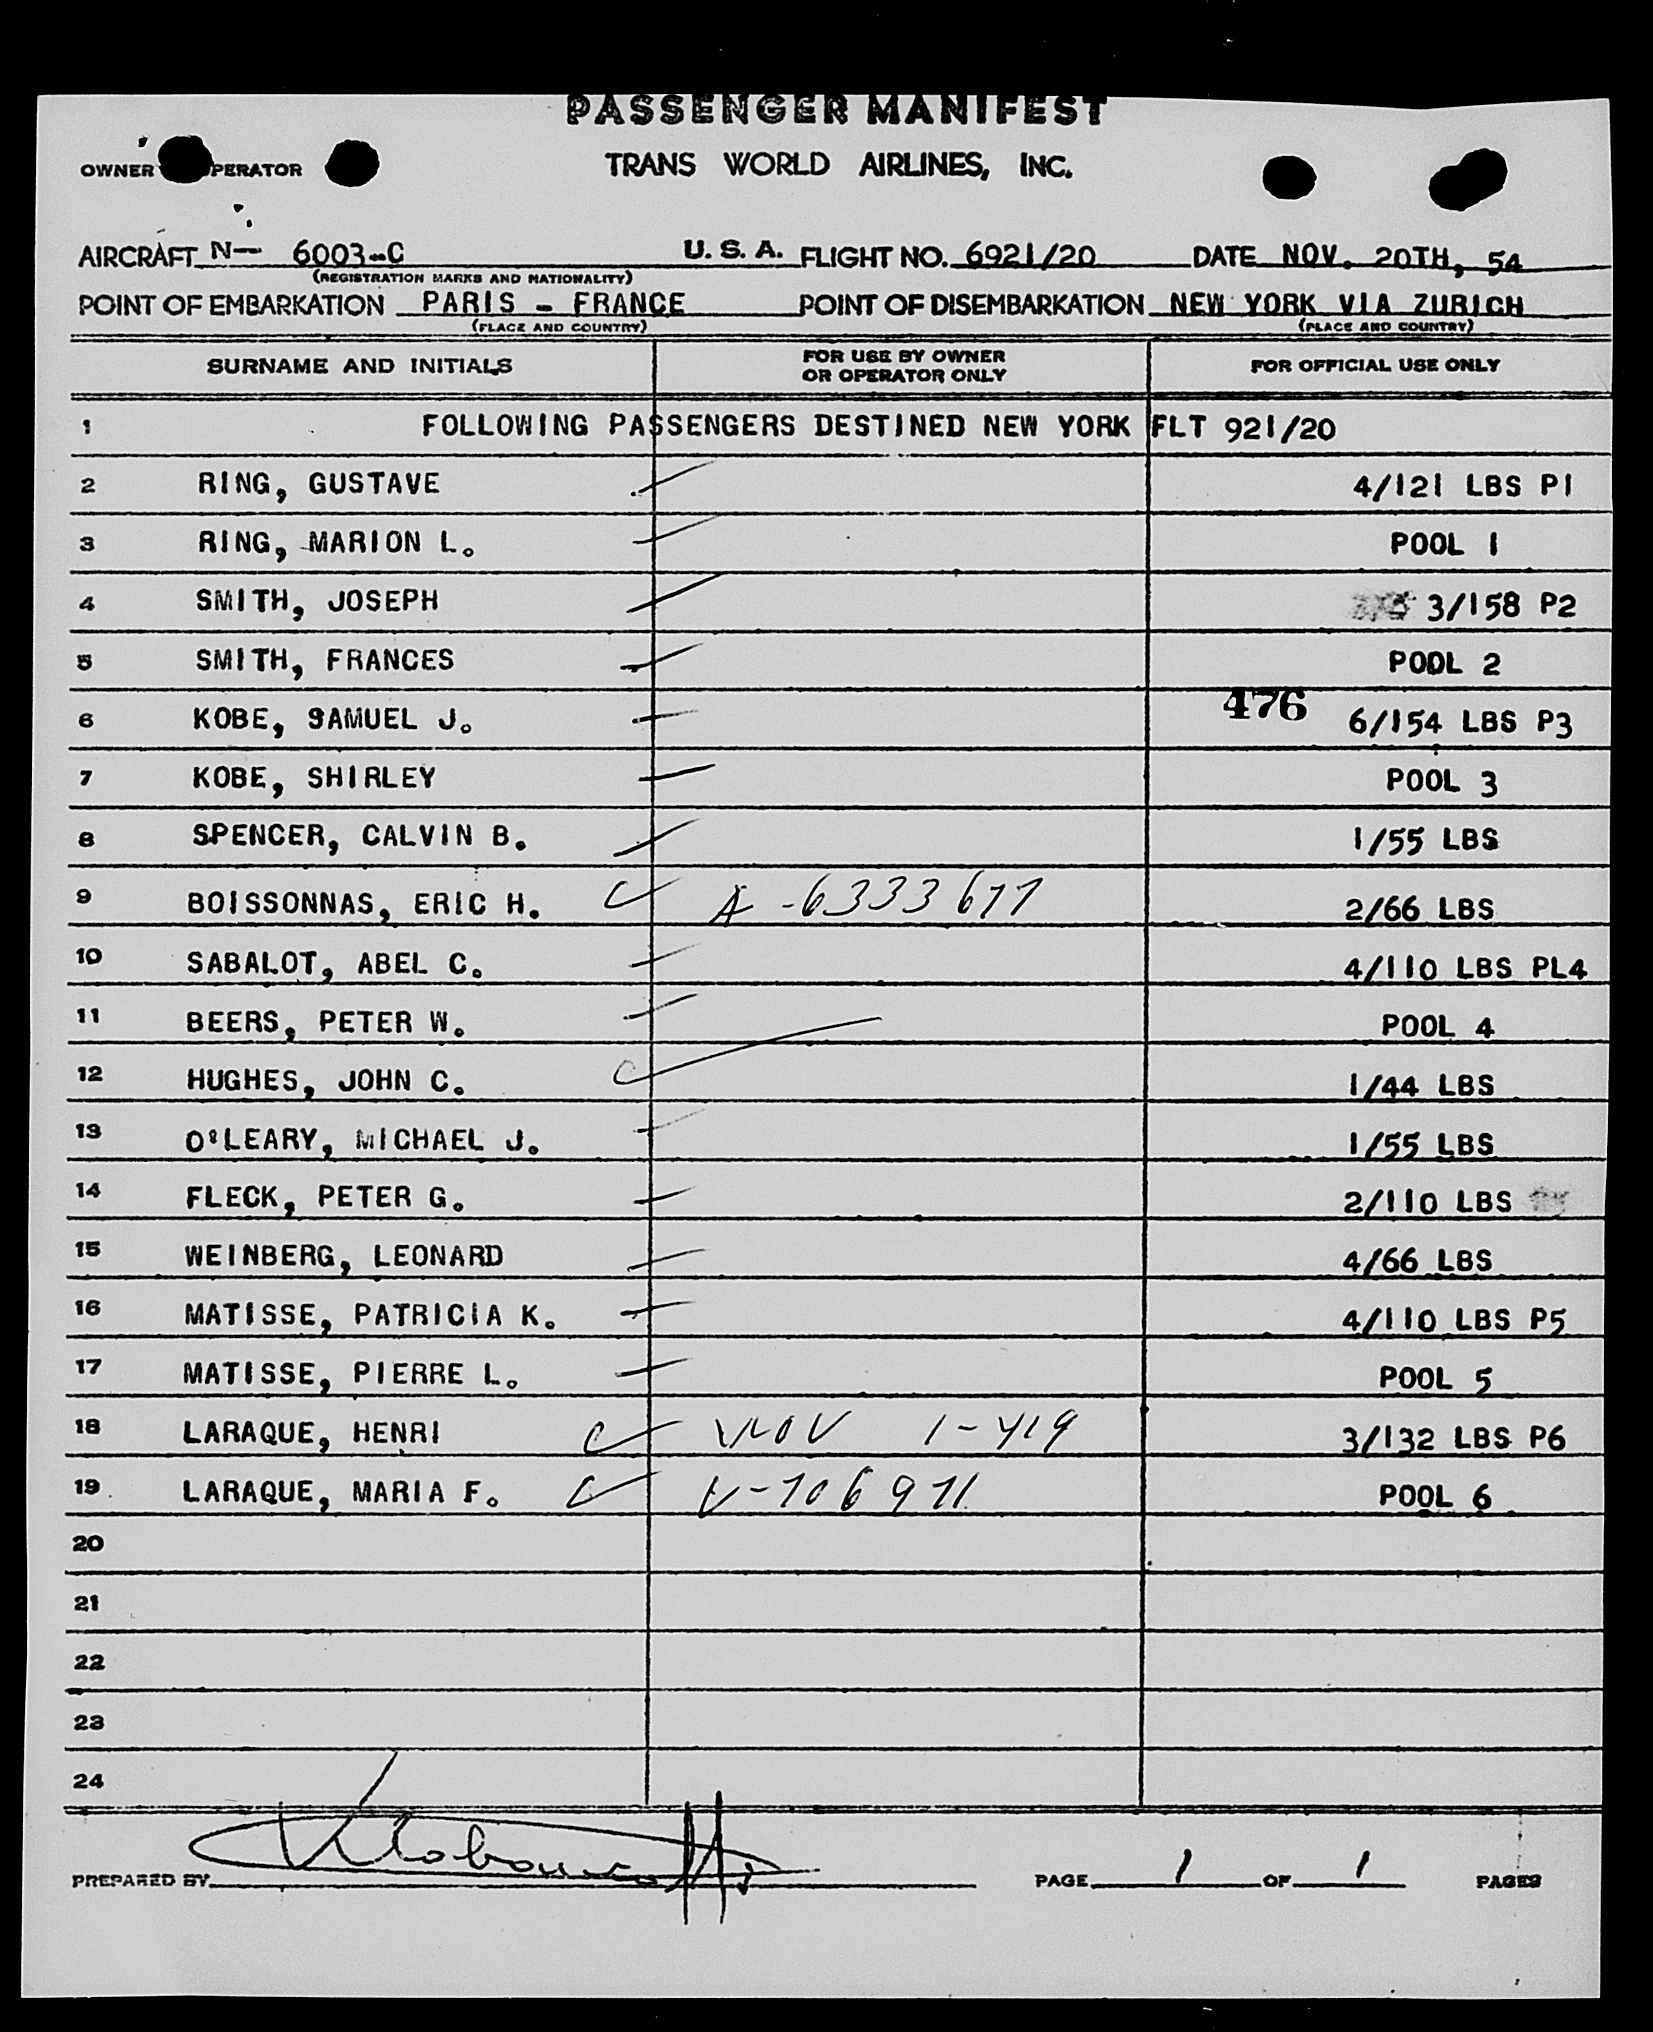 PASSENGER MANIFEST
TRANS WORLD AIRLINES, INC.
OWNER PERATOR
AIRCRAFT N- 6003-C U. S. A. FLIGHT NO. 6921/20 DATE NOV. 20TH, 54
(REGISTRATION MARKS AND NATIONALITY)
POINT OF EMBARKATION PARIS - FRANCE POINT OF DISEMBARKATION NEW YORK VIA ZURICH
(PLACE AND COUNTRY) (PLACE AND COUNTRY)
SURNAME AND INITIALS FOR USE BY OWNER OR OPERATOR ONLY FOR OFFICIAL USE ONLY
1 FOLLOWING PASSENGERS DESTINED NEW YORK FLT 921/20
2 RING, GUSTAVE 4/121 LBS P1
3 RING, MARION L. POOL 1
4 SMITH, JOSEPH 3/158 P2
5 SMITH, FRANCES POOL 2
6 KOBE, SAMUEL J. 476 6/154 LBS P3
7 KOBE, SHIRLEY POOL 3
8 SPENCER, CALVIN B. 1/55 LBS
9 BOISSONNAS, ERIC H. A-6333677 2/66 LBS
10 SABALOT, ABEL C. 4/110 LBS PL4
11 BEERS, PETER W. POOL 4
12 HUGHES, JOHN C. 1/44 LBS
13 O'LEARY, MICHAEL J. 1/55 LBS
14 FLECK, PETER G. 2/110 LBS
15 WEINBERG, LEONARD 4/66 LBS
16 MATISSE, PATRICIA K. 4/110 LBS P5
17 MATISSE, PIERRE L. POOL 5
18 LARAQUE, HENRI 1-419 3/132 LBS P6
19 LARAQUE, MARIA F. V-106971 POOL 6
20
21
22
23
24
PREPARED BY PAGE 1 OF 1 PAGES